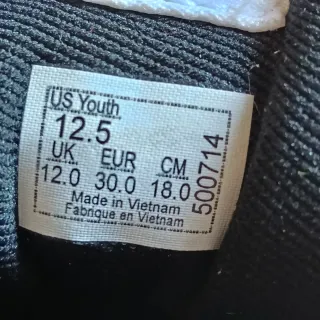 US Youth
12.5
UK EUR CM
12.0 30.0 18.0
Made in Vietnam
Fabrique en Vietnam
500714